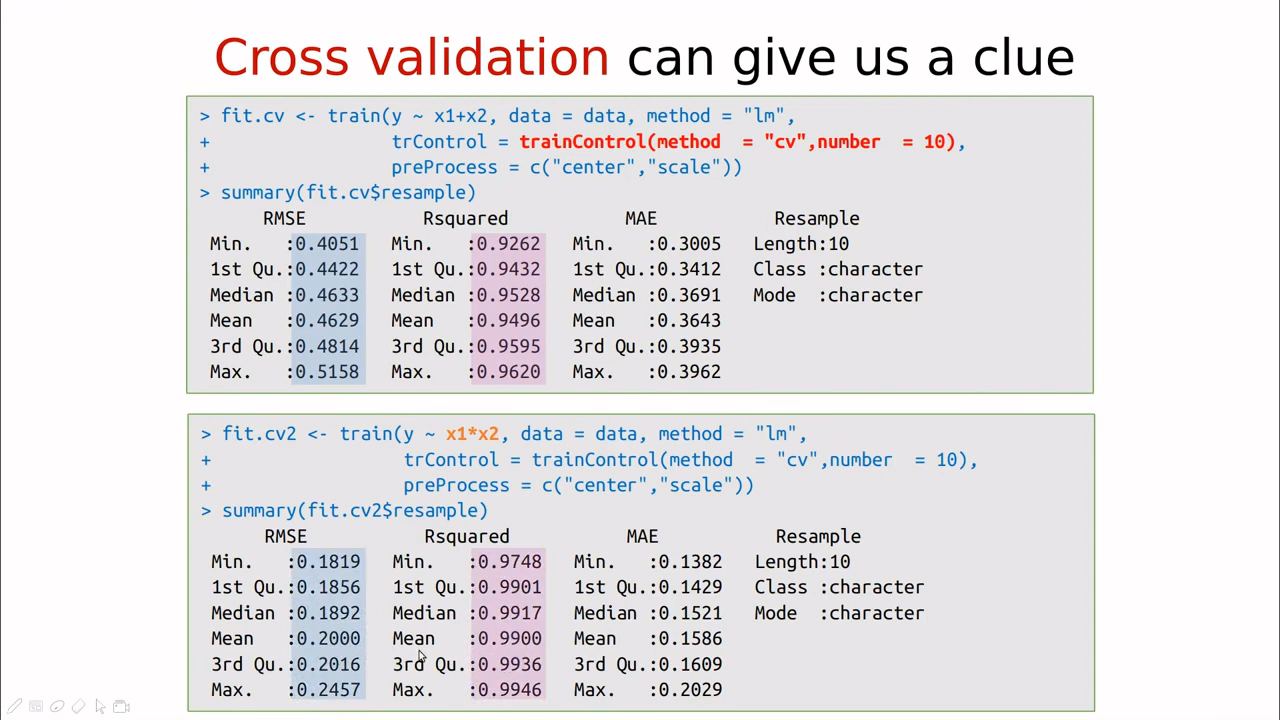 Cross validation can give us a clue
> fit.cv <- train(y ~ x1+x2, data = data, method = "lm",
+ trControl = trainControl(method = "cv",number = 10),
+ preProcess = c("center","scale"))
> summary(fit.cv$resample)
RMSE Rsquared MAE Resample
Min. :0.4051 Min. :0.9262 Min. :0.3005 Length:10
1st Qu.:0.4422 1st Qu.:0.9432 1st Qu.:0.3412 Class :character
Median :0.4633 Median :0.9528 Median :0.3691 Mode :character
Mean :0.4629 Mean :0.9496 Mean :0.3643
3rd Qu.:0.4814 3rd Qu.:0.9595 3rd Qu.:0.3935
Max. :0.5158 Max. :0.9620 Max. :0.3962
> fit.cv2 <- train(y ~ x1*x2, data = data, method = "lm",
+ trControl = trainControl(method = "cv",number = 10),
+ preProcess = c("center","scale"))
> summary(fit.cv2$resample)
RMSE Rsquared MAE Resample
Min. :0.1819 Min. :0.9748 Min. :0.1382 Length:10
1st Qu.:0.1856 1st Qu.:0.9901 1st Qu.:0.1429 Class :character
Median :0.1892 Median :0.9917 Median :0.1521 Mode :character
Mean :0.2000 Mean :0.9900 Mean :0.1586
3rd Qu.:0.2016 3rd Qu.:0.9936 3rd Qu.:0.1609
Max. :0.2457 Max. :0.9946 Max. :0.2029